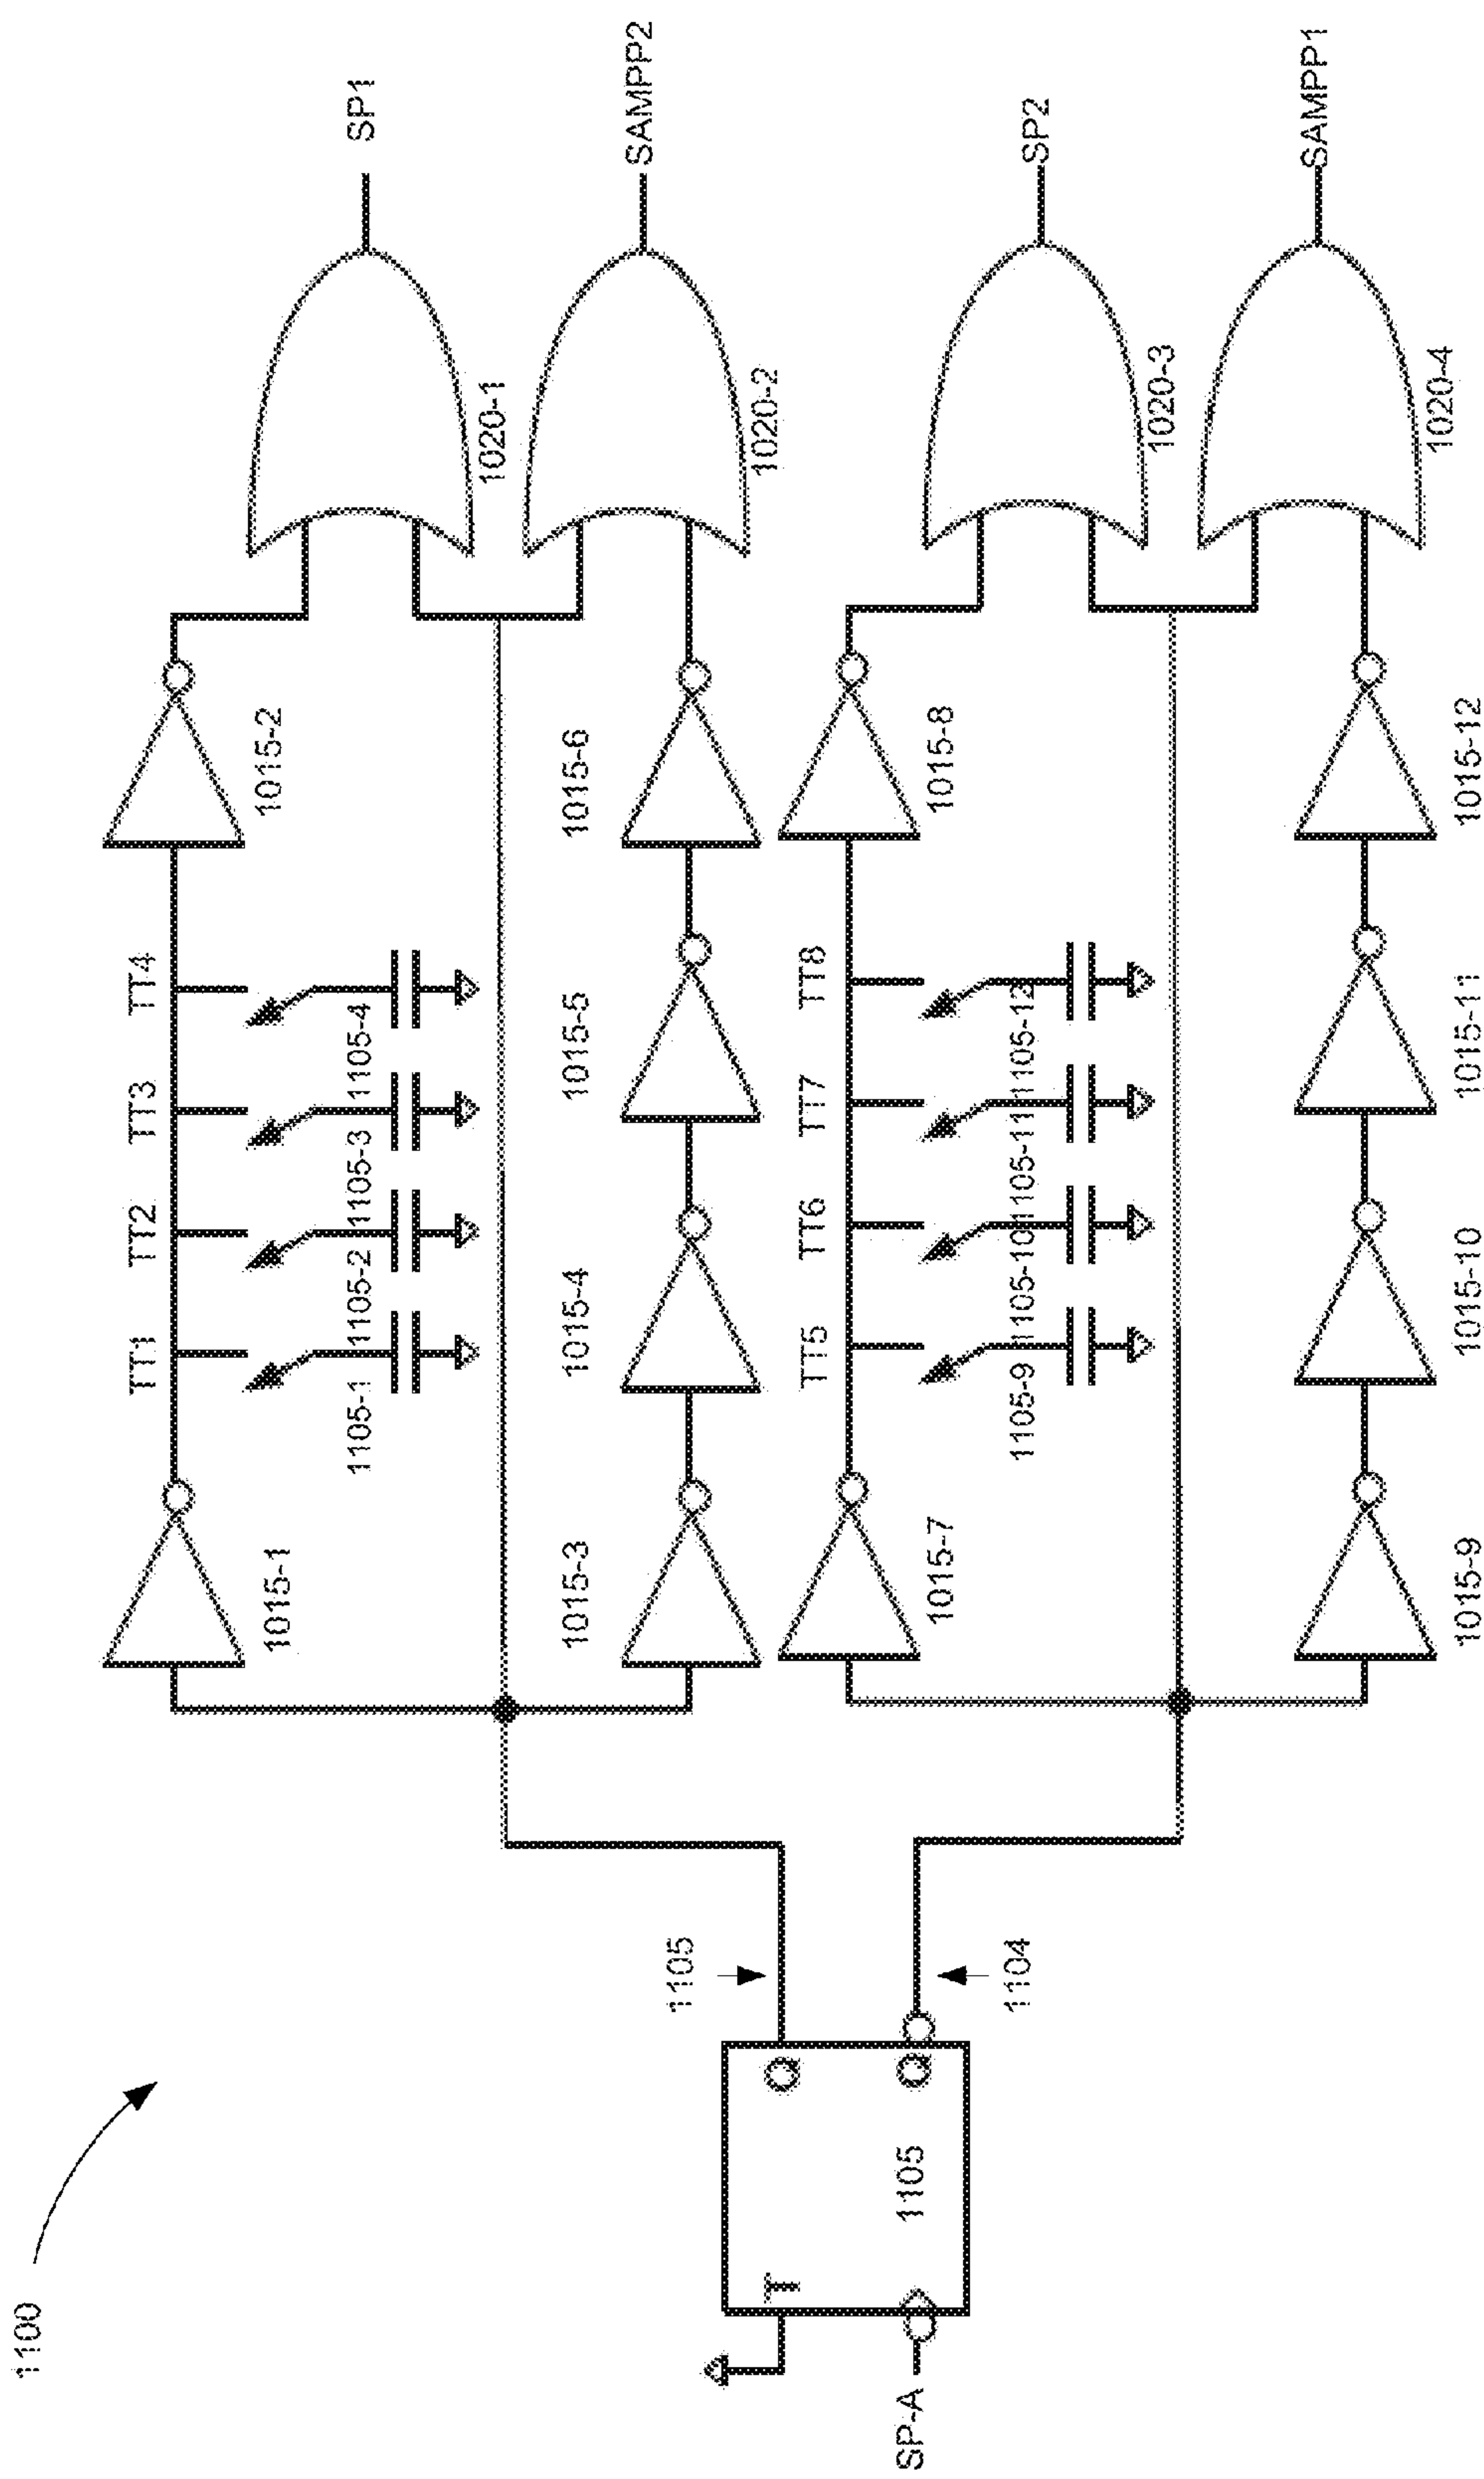 1100
SP-A
T
Q
Q
1105
1105
1104
1015-1
TT1
TT2
TT3
TT4
1105-1
1105-2
1105-3
1105-4
1015-2
1020-1
SP1
1015-3
1015-4
1015-5
1015-6
1020-2
SAMPP2
1015-7
TT5
TT6
TT7
TT8
1105-9
1105-10
1105-11
1105-12
1015-8
1020-3
SP2
1015-9
1015-10
1015-11
1015-12
1020-4
SAMPP1